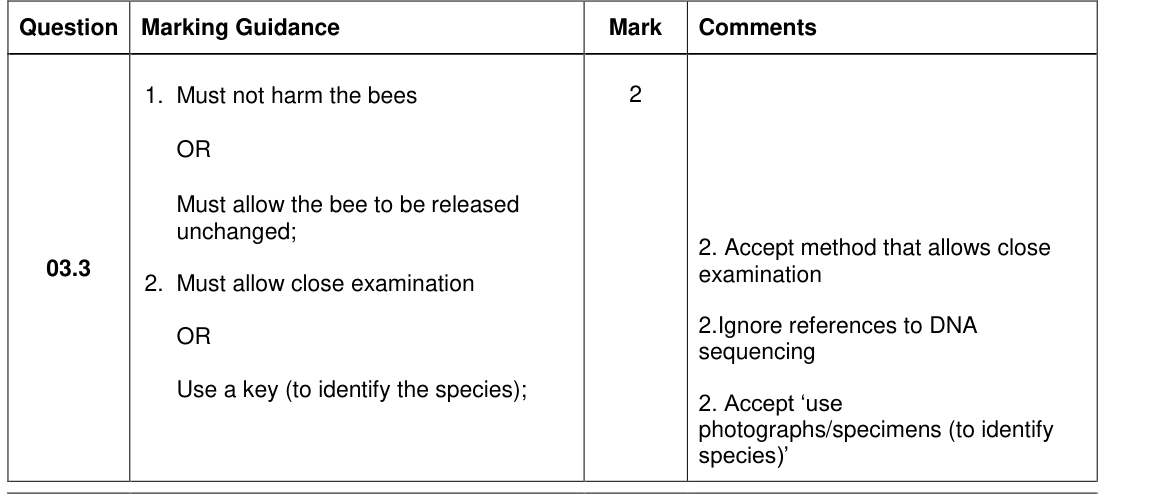 Question Marking Guidance Mark Comments
03.3
1. Must not harm the bees
OR
Must allow the bee to be released
unchanged;
2. Must allow close examination
OR
Use a key (to identify the species);
2
2. Accept method that allows close
examination
2.Ignore references to DNA
sequencing
2. Accept ‘use
photographs/specimens (to identify
species)’